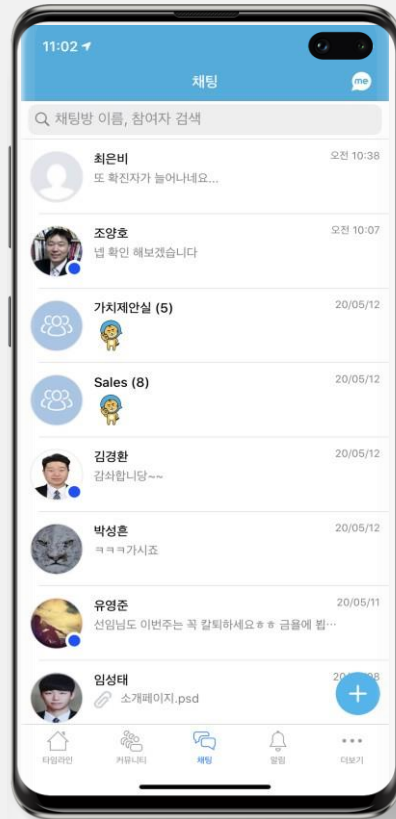 11:02
채팅
me
채팅방 이름, 참여자 검색
최은비
오전 10:38
또 확진자가 늘어나네요...
조양호
오전 10:07
넵 확인 해보겠습니다
가치제안실 (5)
20/05/12
Sales (8)
20/05/12
김경환
20/05/12
감솨합니당~~
박성흔
20/05/12
ㅋㅋㅋ가시죠
유영준
20/05/11
선임님도 이번주는 꼭 칼퇴하세요ㅎㅎ 금욜에 뵙…
임성태
소개페이지.psd
타임라인
커뮤니티
채팅
알림
더보기